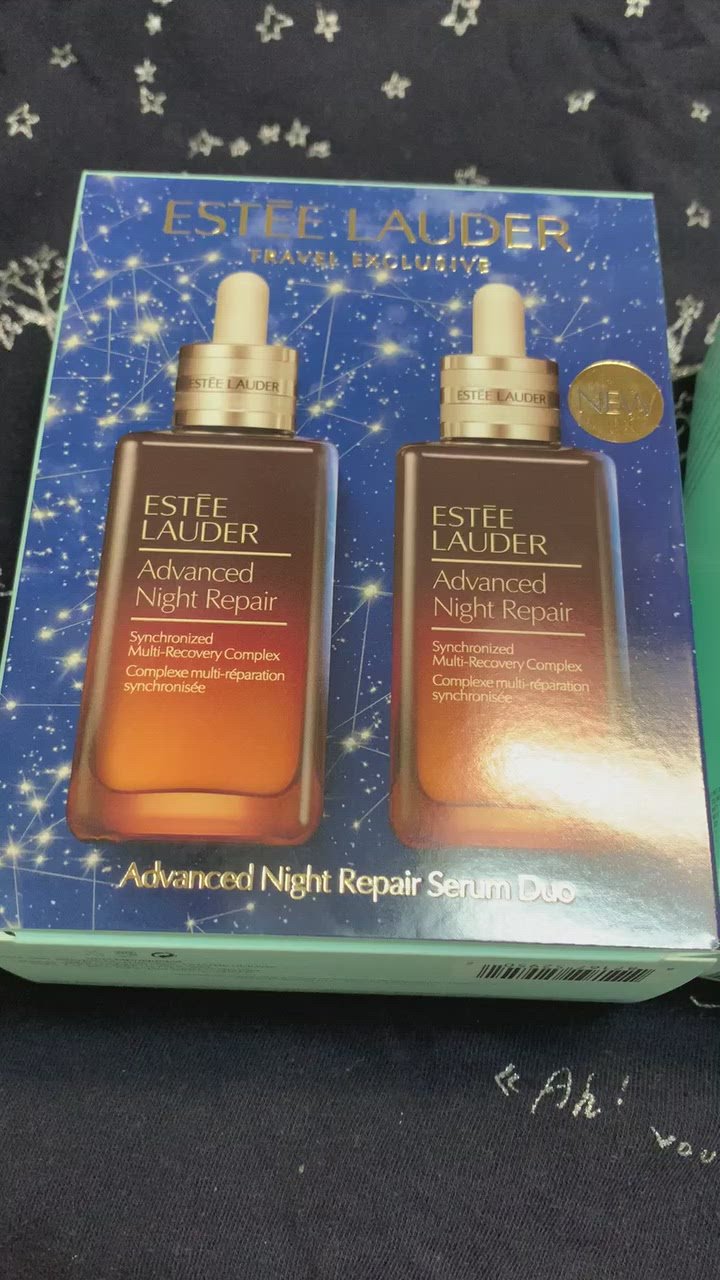 ESTĒE LAUDER
TRAVEL EXCLUSIVE
ESTĒE LAUDER
ESTĒE LAUDER
NEW
ESTĒE
LAUDER
Advanced
Night Repair
Synchronized
Multi-Recovery Complex
Complexe multi-réparation
synchronisée
ESTĒE
LAUDER
Advanced
Night Repair
Synchronized
Multi-Recovery Complex
Complexe multi-réparation
synchronisée
Advanced Night Repair Serum Duo
« Ah!